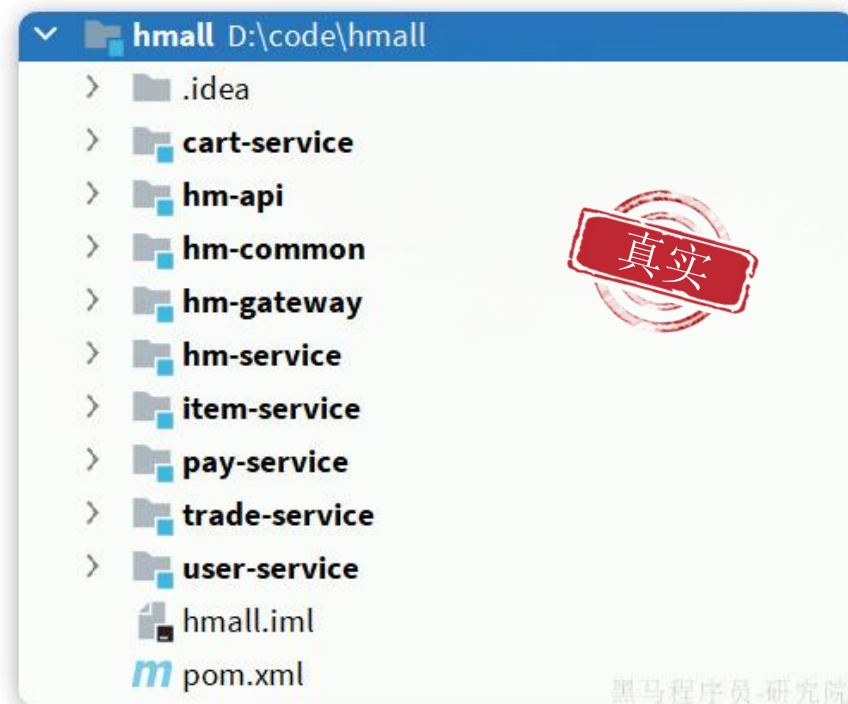 hmall D:\code\hmall
.idea
cart-service
hm-api
hm-common
hm-gateway
hm-service
item-service
pay-service
trade-service
user-service
hmall.iml
pom.xml
真实
黑马程序员-研究院